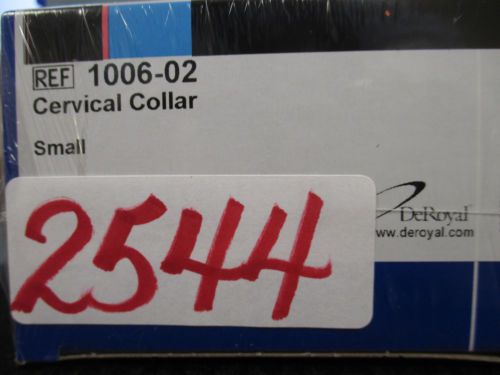 REF 1006-02
Cervical Collar
Small
2544
DeRoyal
www.deroyal.com